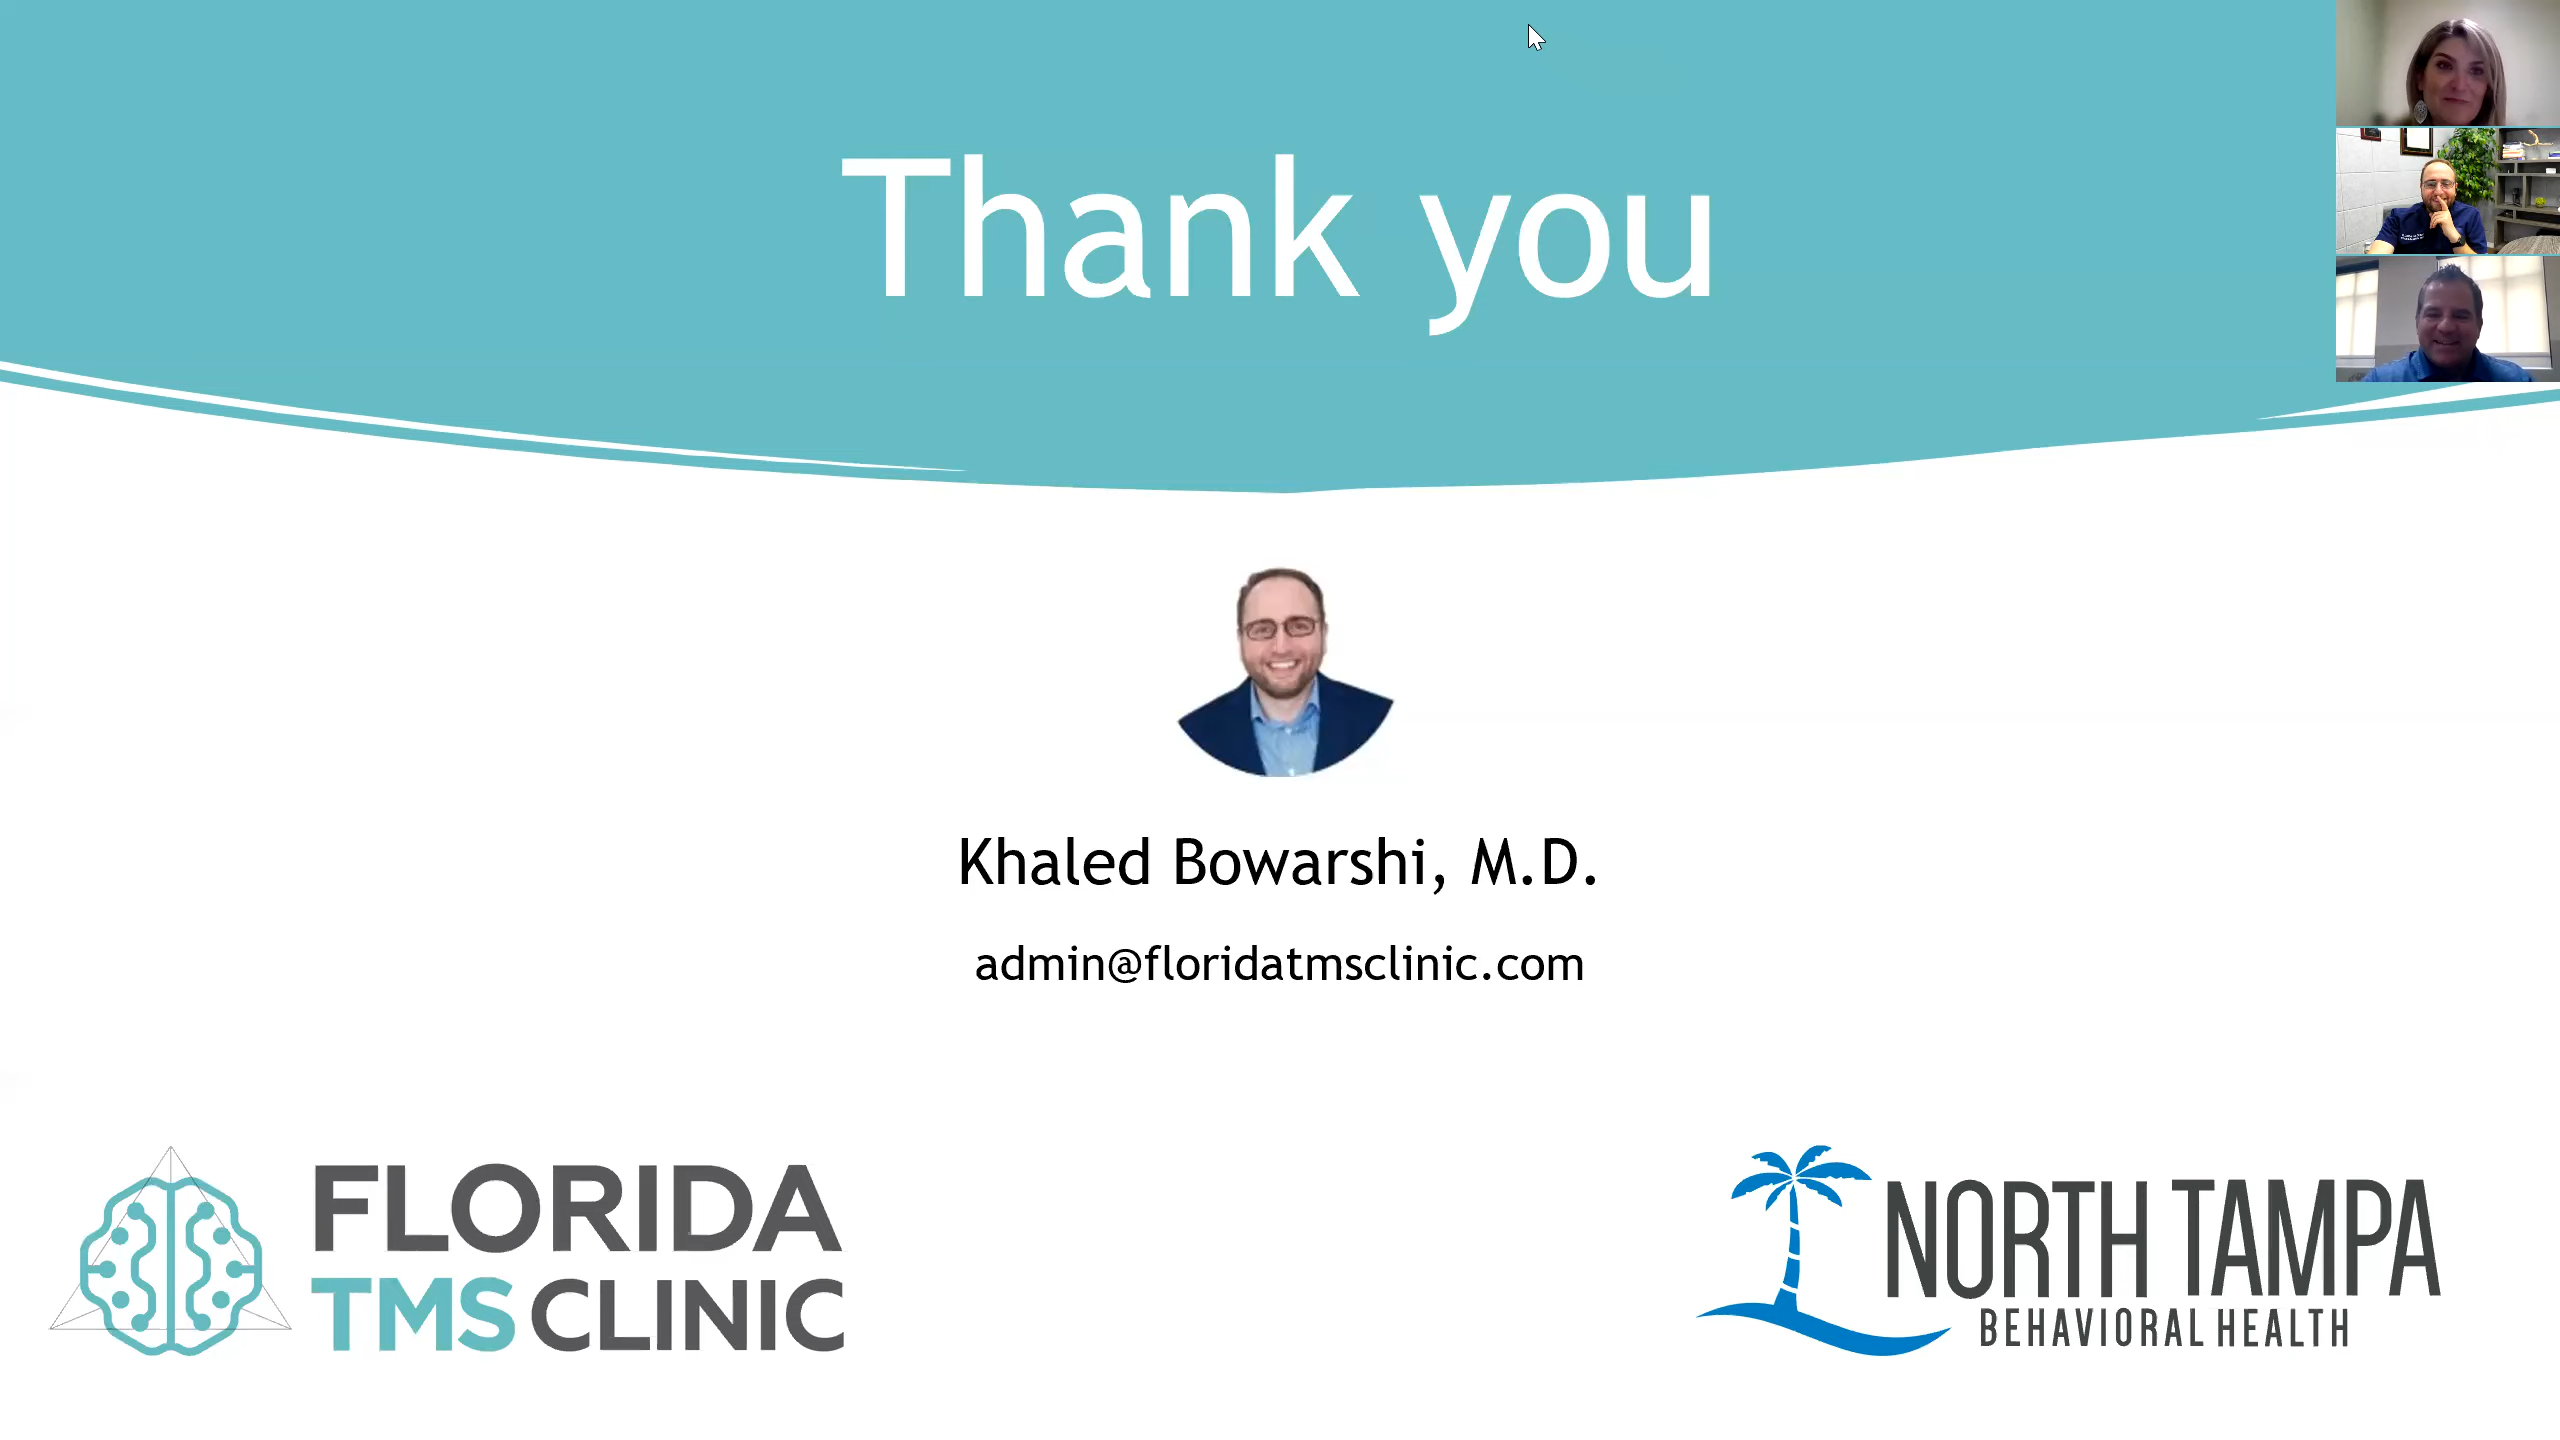 Thank you
Khaled Bowarshi, M.D.
admin@floridatmsclinic.com
FLORIDA
TMS CLINIC
NORTH TAMPA
BEHAVIORAL HEALTH